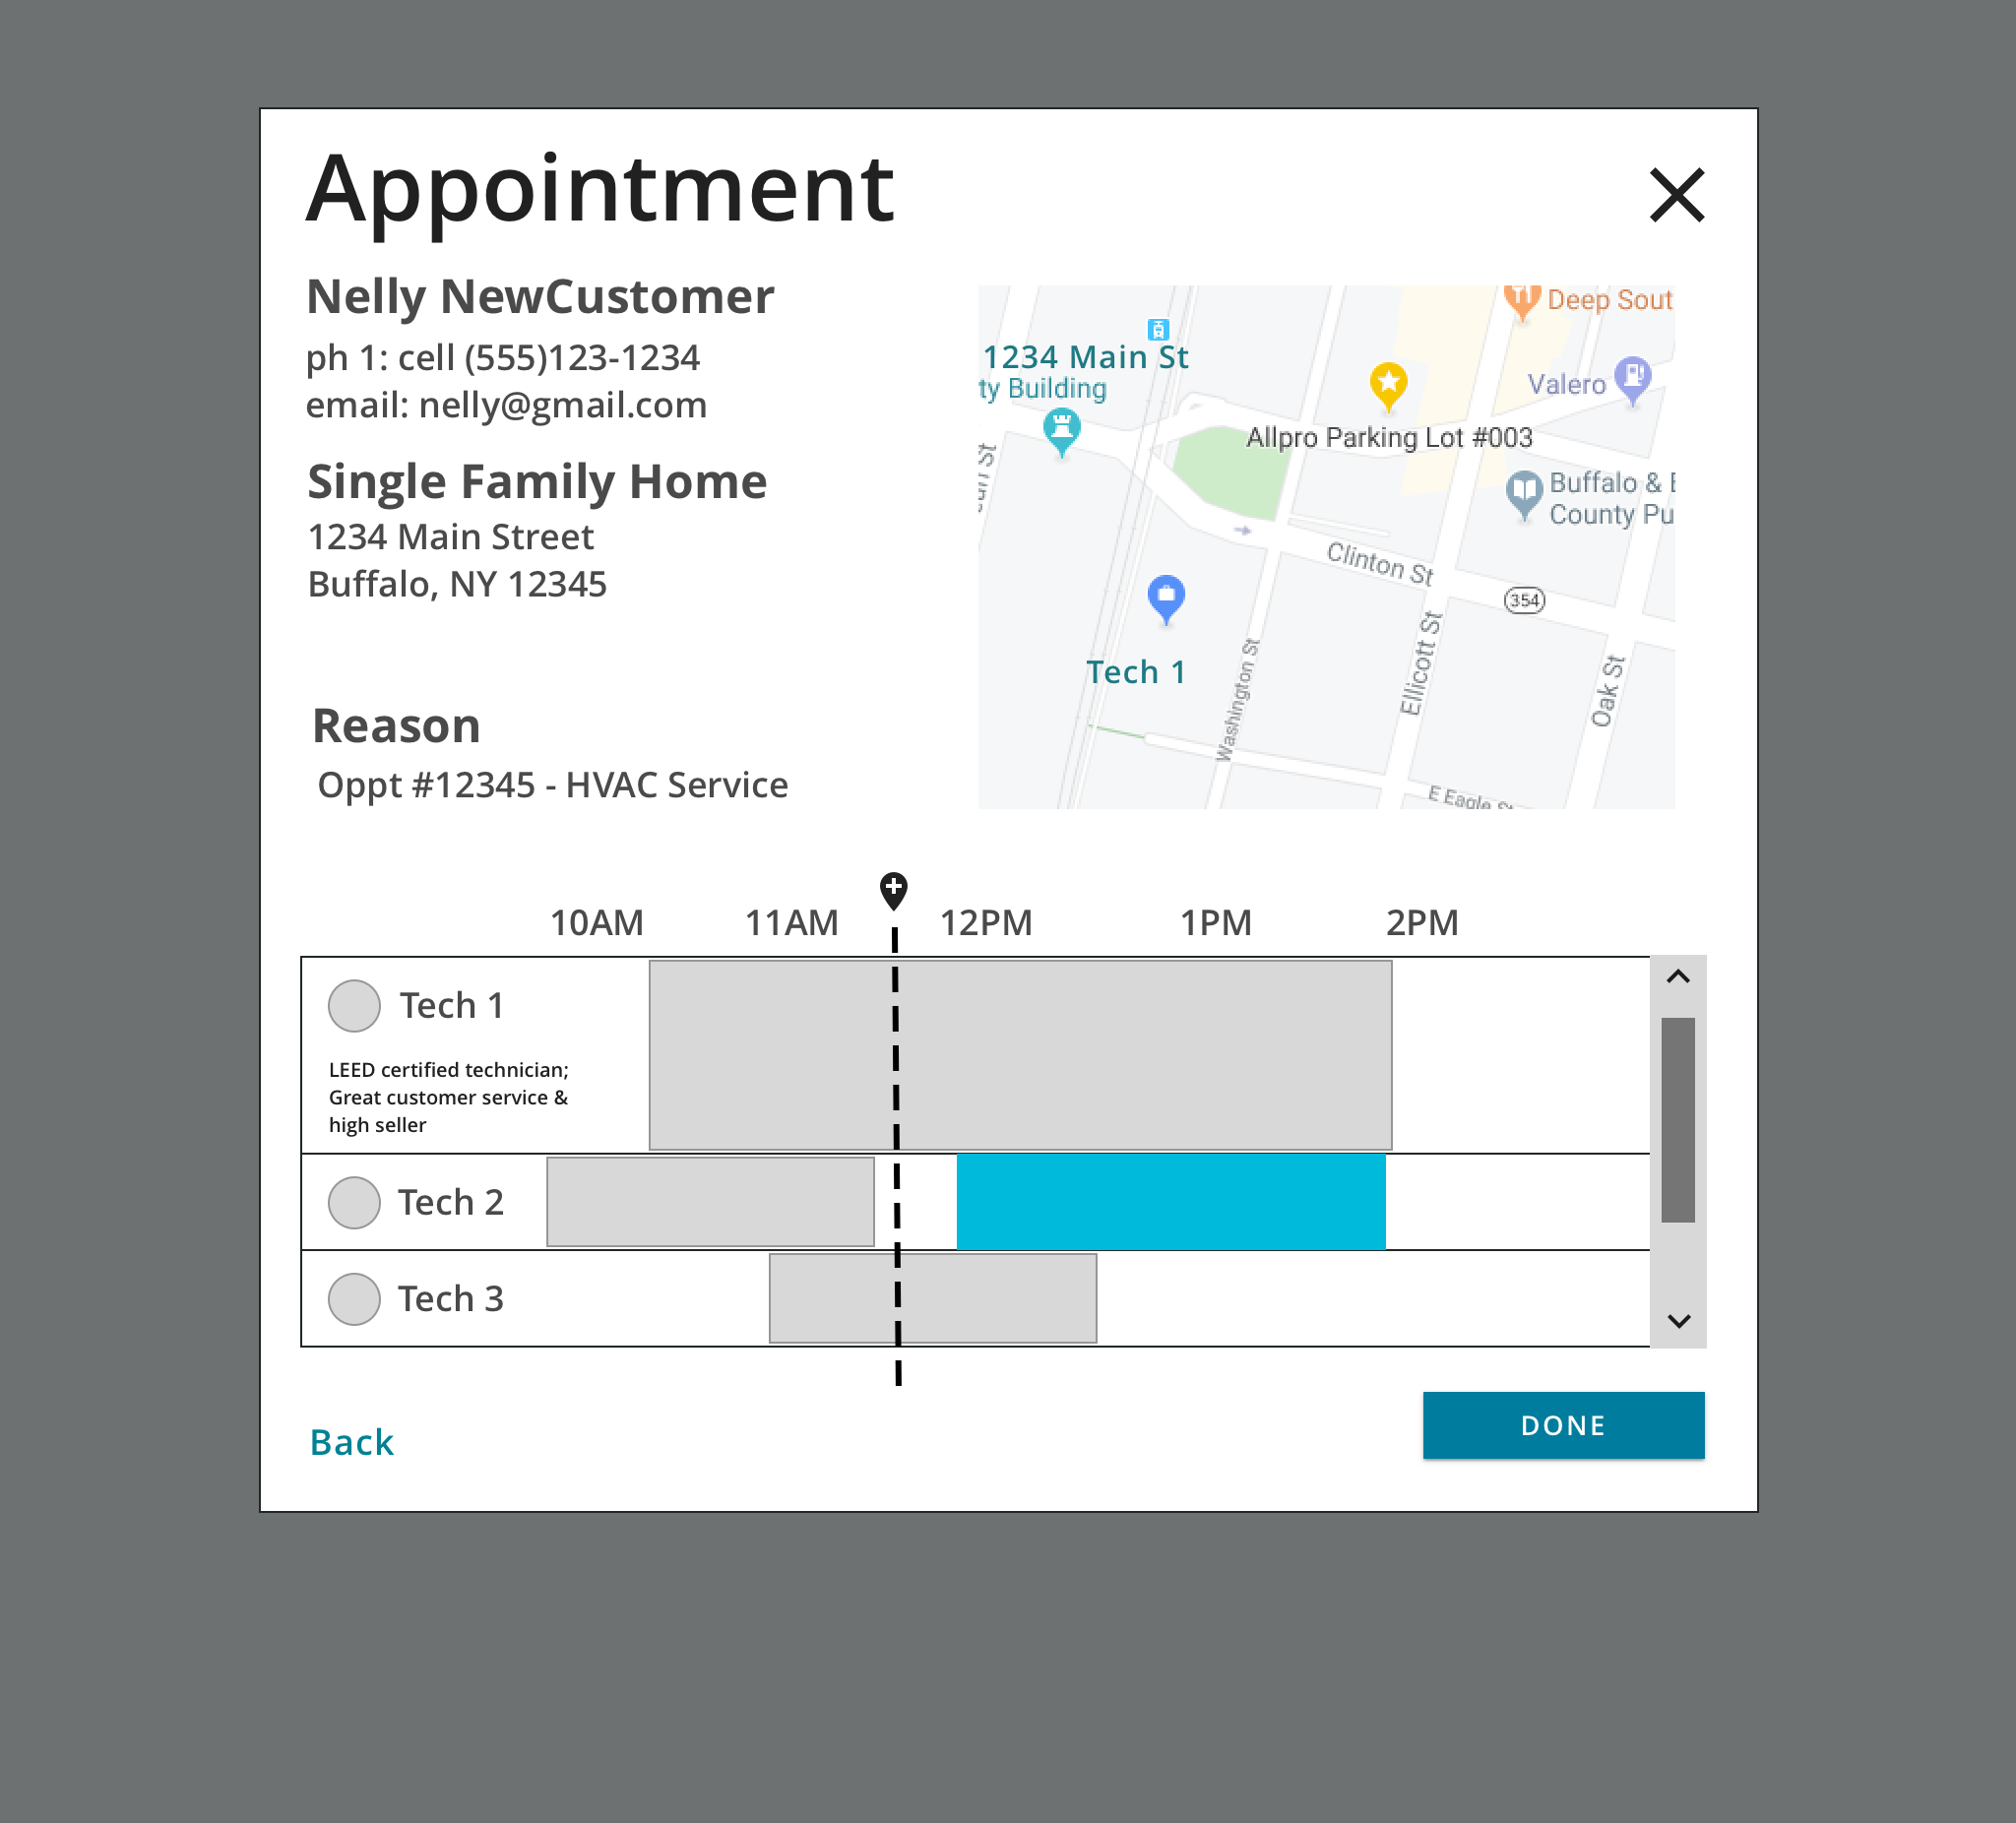 Appointment
Nelly NewCustomer
ph 1: cell (555)123-1234
email: nelly@gmail.com
Single Family Home
1234 Main Street
Buffalo, NY 12345
Reason
Oppt #12345 - HVAC Service
Deep Sout
1234 Main St
ty Building
Valero
Allpro Parking Lot #003
Buffalo &
County Pu
Clinton St
354
St
Tech 1
Washington St
Ellicott St
Oak St
E Eagle St
10AM 11AM 12PM 1PM 2PM
Tech 1
LEED certified technician;
Great customer service &
high seller
Tech 2
Tech 3
Back
DONE